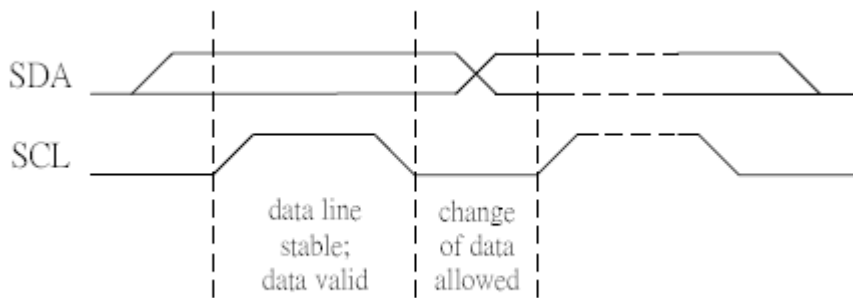 SDA
SCL
data line
stable;
data valid
change
of data
allowed